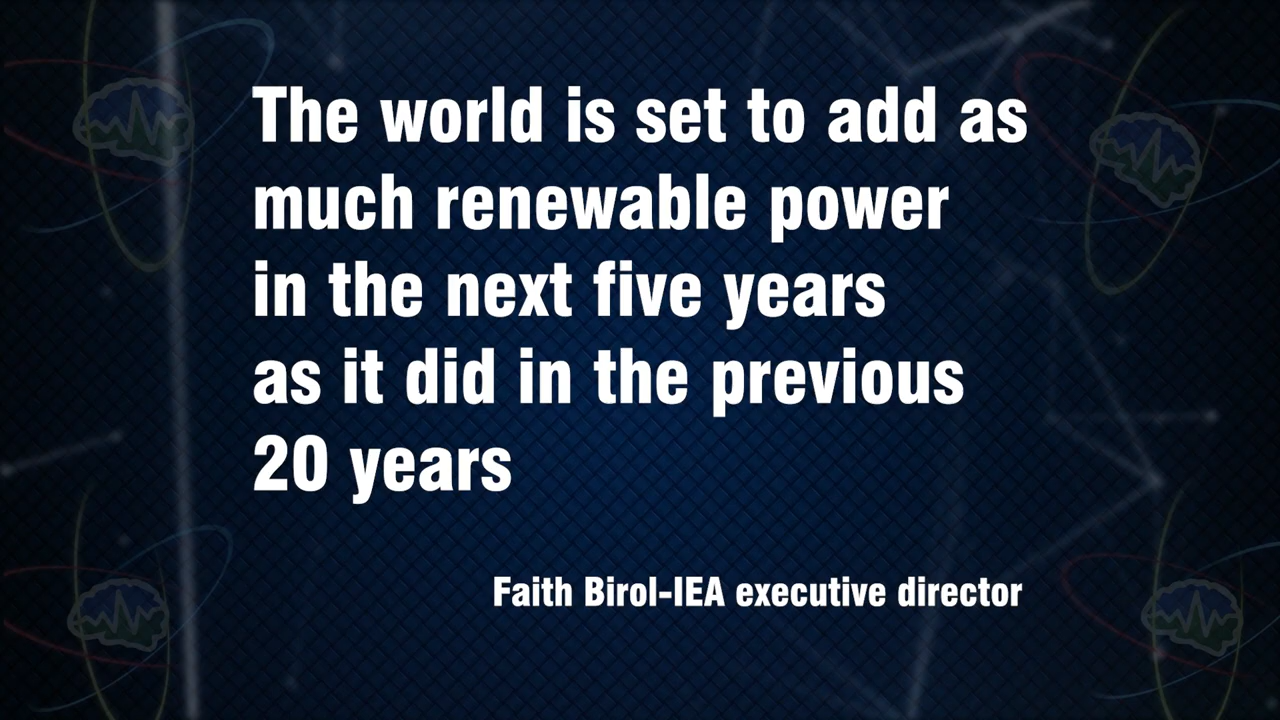 The world is set to add as
much renewable power
in the next five years
as it did in the previous
20 years
Faith Birol-IEA executive director